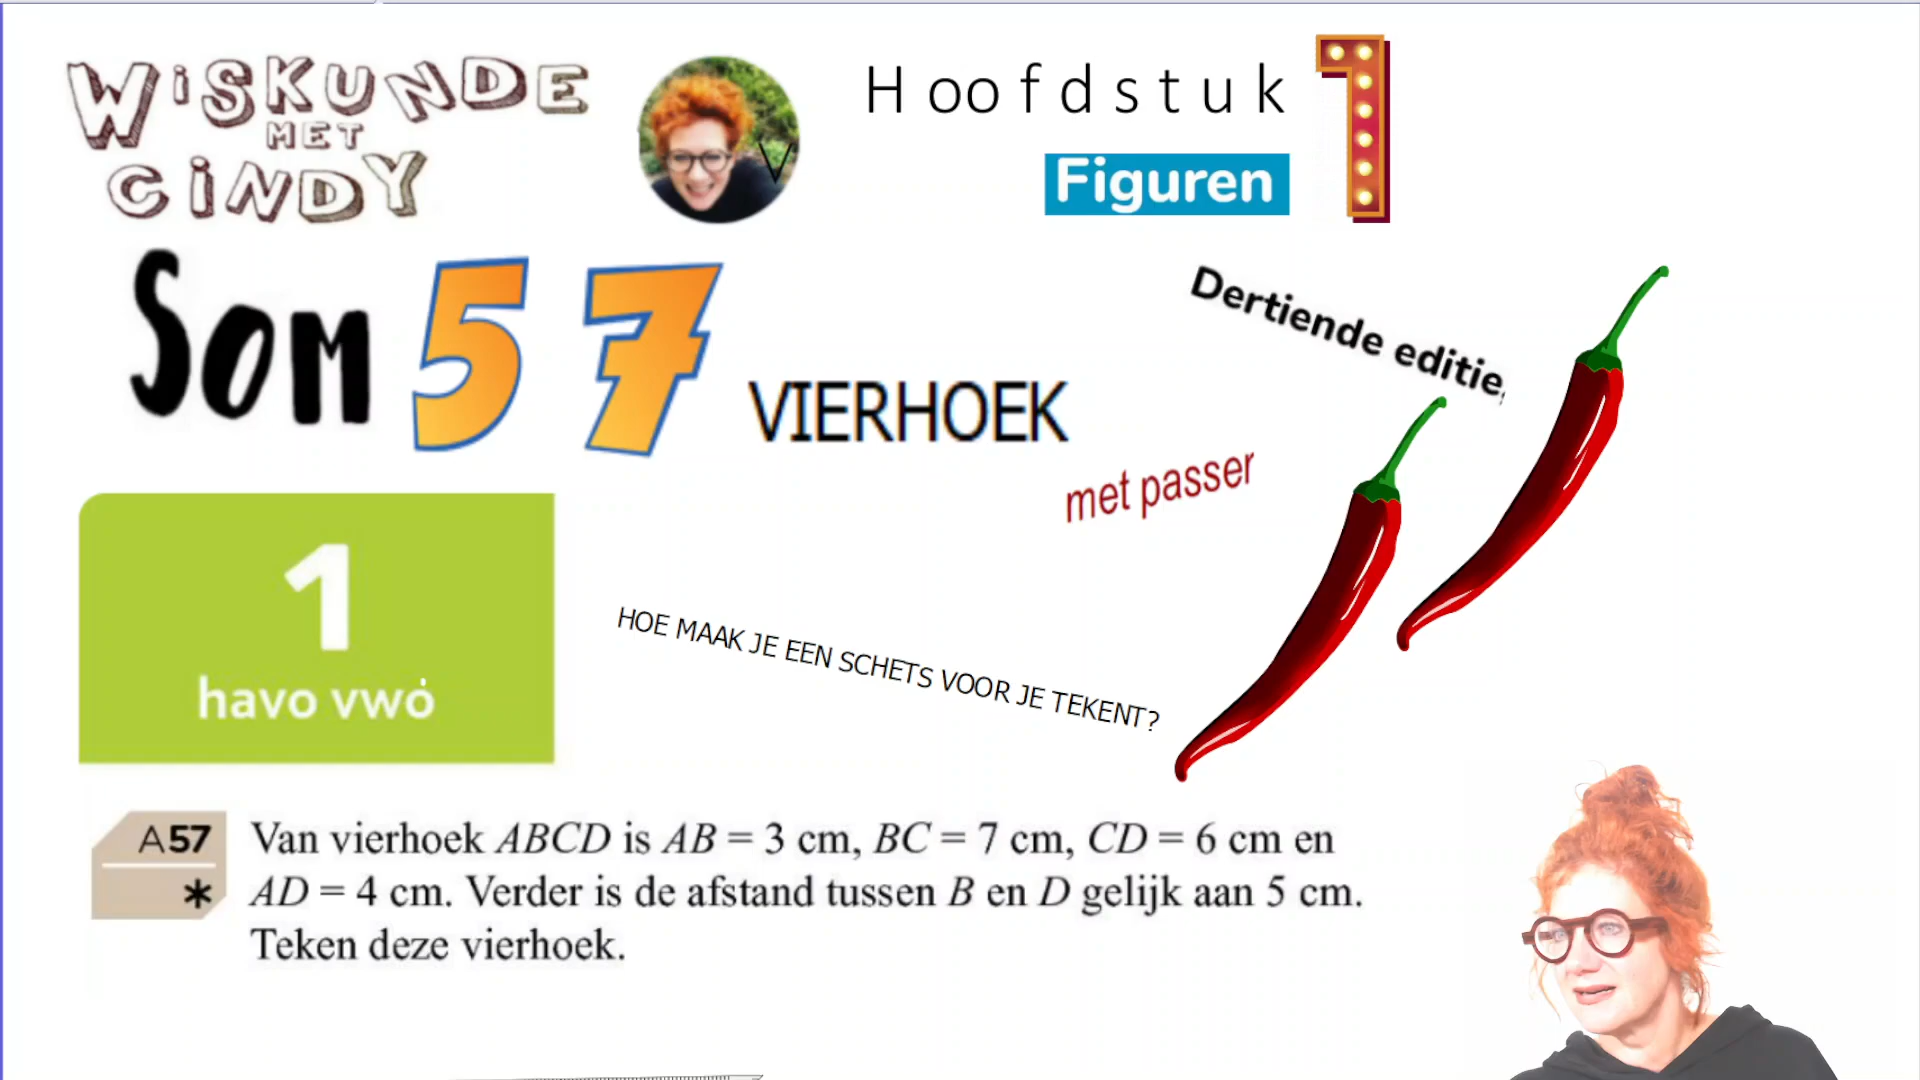 WiSKUNDE
MET
CiNDY
Hoofdstuk 1
Figuren
Som 57
VIERHOEK
met passer
Dertiende editie,
1
havo vwo
HOE MAAK JE EEN SCHETS VOOR JE TEKENT?
A57
*
Van vierhoek ABCD is AB = 3 cm, BC = 7 cm, CD = 6 cm en
AD = 4 cm. Verder is de afstand tussen B en D gelijk aan 5 cm.
Teken deze vierhoek.